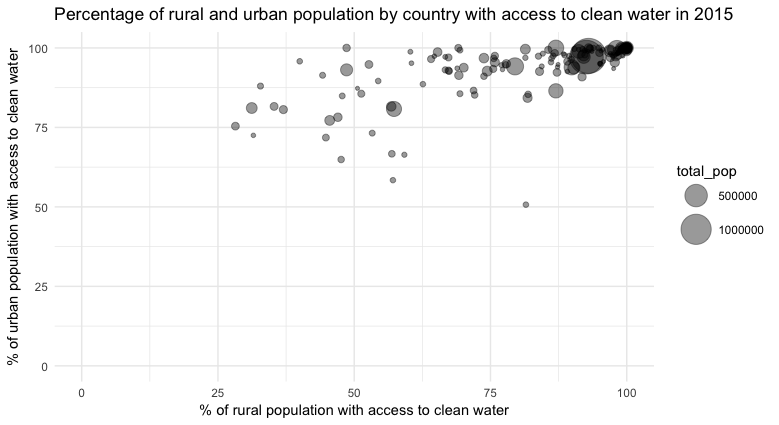 Percentage of rural and urban population by country with access to clean water in 2015
% of urban population with access to clean water
100
75
50
25
0
0 25 50 75 100
% of rural population with access to clean water
total_pop
500000
1000000